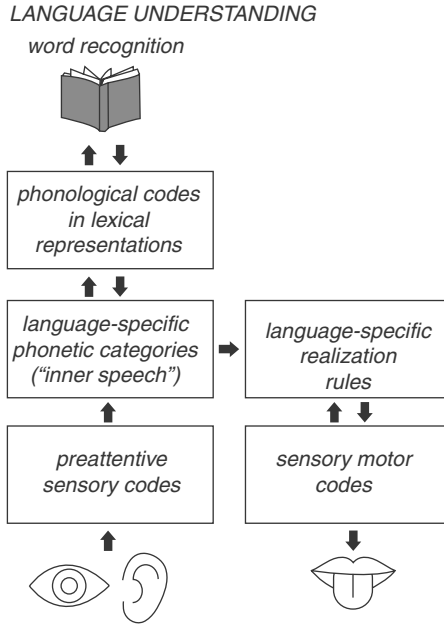 LANGUAGE UNDERSTANDING
word recognition
phonological codes
in lexical
representations
language-specific
phonetic categories
(“inner speech”)
language-specific
realization
rules
preattentive
sensory codes
sensory motor
codes